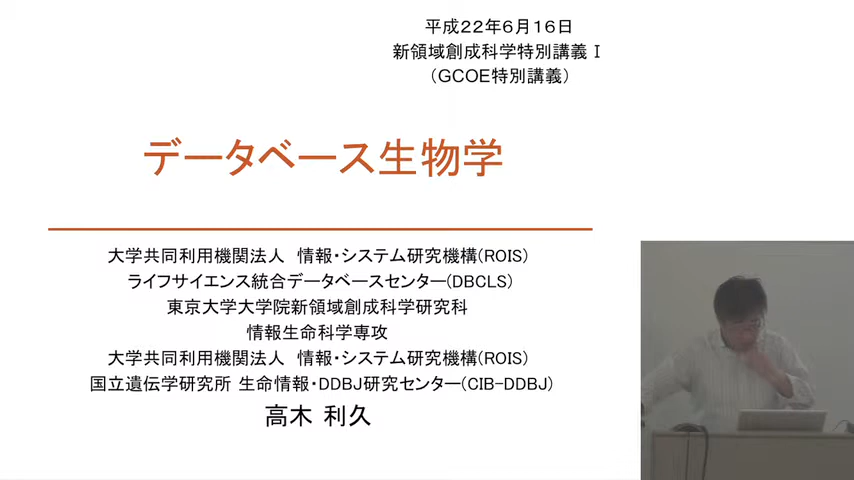 平成22年6月16日
新領域創成科学特別講義Ⅰ
（GCOE特別講義）
データベース生物学
大学共同利用機関法人　情報・システム研究機構(ROIS)
ライフサイエンス統合データベースセンター(DBCLS)
東京大学大学院新領域創成科学研究科
情報生命科学専攻
大学共同利用機関法人　情報・システム研究機構(ROIS)
国立遺伝学研究所 生命情報・DDBJ研究センター(CIB-DDBJ)
高木 利久